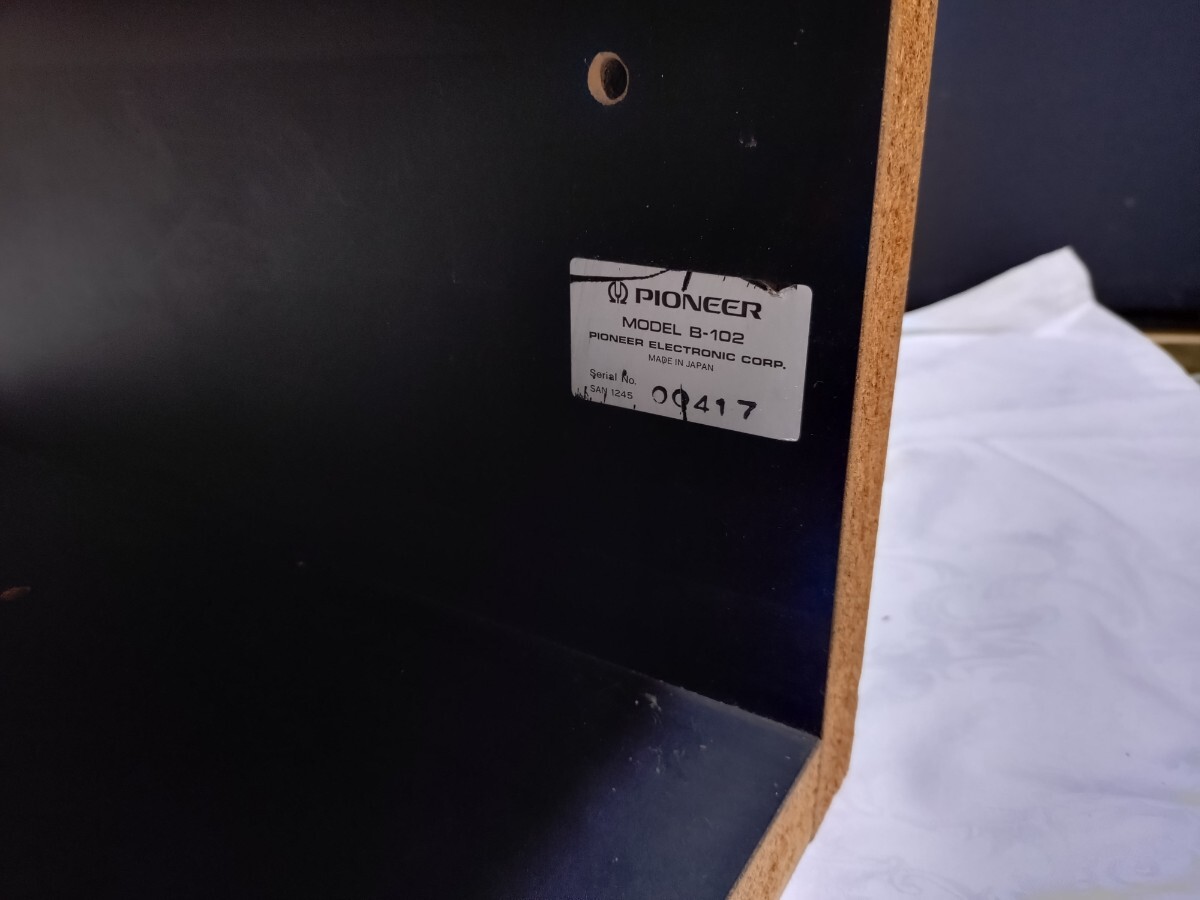 PIONEER
MODEL B-102
PIONEER ELECTRONIC CORP.
MADE IN JAPAN
Serial No.
SAN 1245 00417